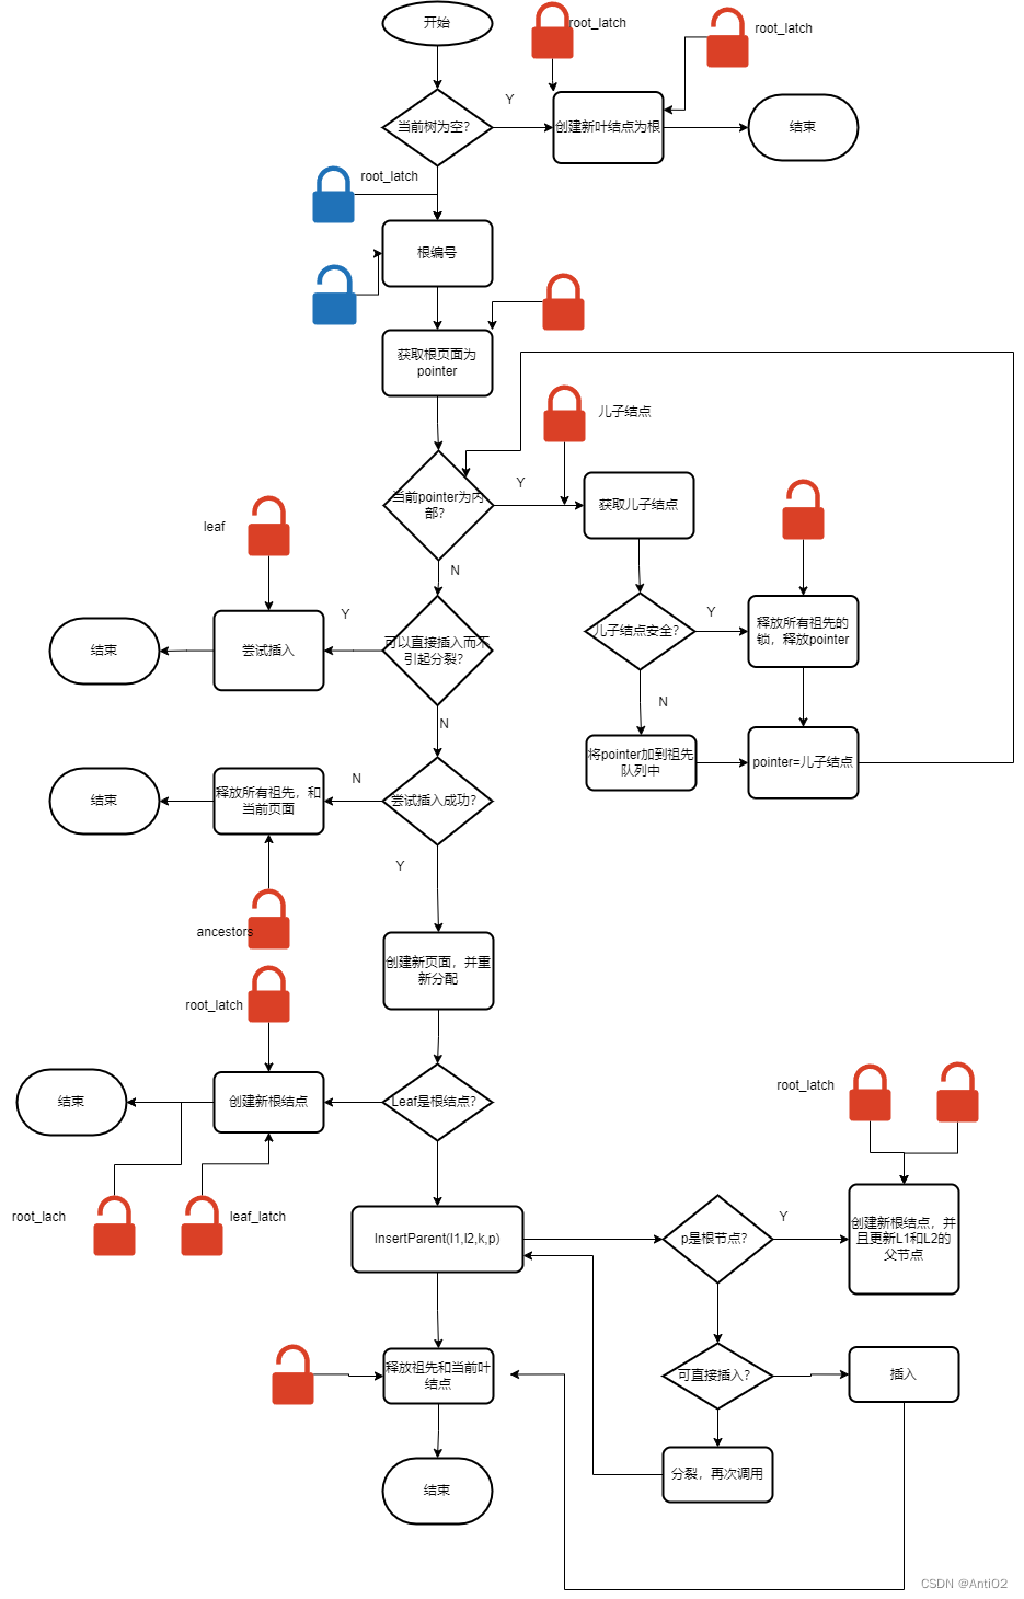 开始
root_latch
root_latch
当前树为空?
Y
创建新叶结点为根
结束
root_latch
根编号
获取根页面为
pointer
儿子结点
当前pointer为内
部?
Y
获取儿子结点
leaf
N
Y
可以直接插入而不
引起分裂?
尝试插入
结束
儿子结点安全?
Y
释放所有祖先的
锁，释放pointer
N
N
将pointer加到祖先
队列中
pointer=儿子结点
尝试插入成功?
N
释放所有祖先，和
当前页面
结束
Y
ancestors
创建新页面，并重
新分配
root_latch
Leaf是根结点?
创建新根结点
结束
root_lach
leaf_latch
root_latch
InsertParent(l1,l2,k,p)
p是根节点?
Y
创建新根结点，并
且更新L1和L2的
父节点
释放祖先和当前叶
结点
可直接插入?
插入
分裂，再次调用
结束
CSDN @AntiO2